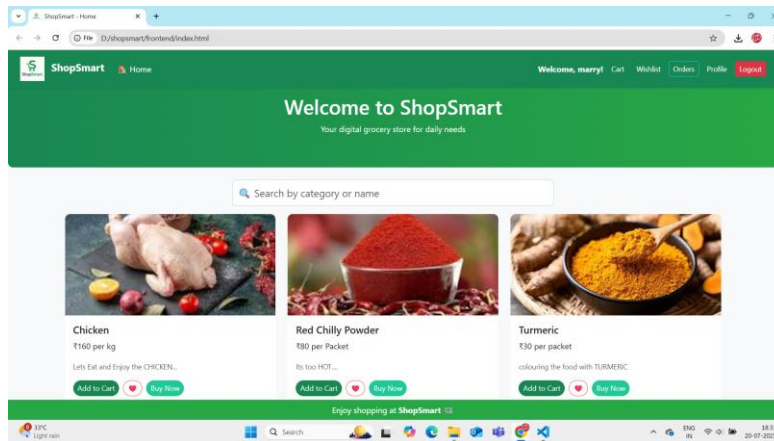 ShopSmart - Home
File D:/shopsmart/frontend/index.html
ShopSmart Home Welcome, marry! Cart Wishlist Orders Profile Logout
Welcome to ShopSmart
Your digital grocery store for daily needs
Search by category or name
Chicken Red Chilly Powder Turmeric
₹160 per kg ₹80 per Packet ₹30 per packet
Lets Eat and Enjoy the CHICKEN... Its too HOT.... colouring the food with TURMERIC
Add to Cart Buy Now Add to Cart Buy Now Add to Cart Buy Now
Enjoy shopping at ShopSmart
33°C Search ENG
Light rain IN